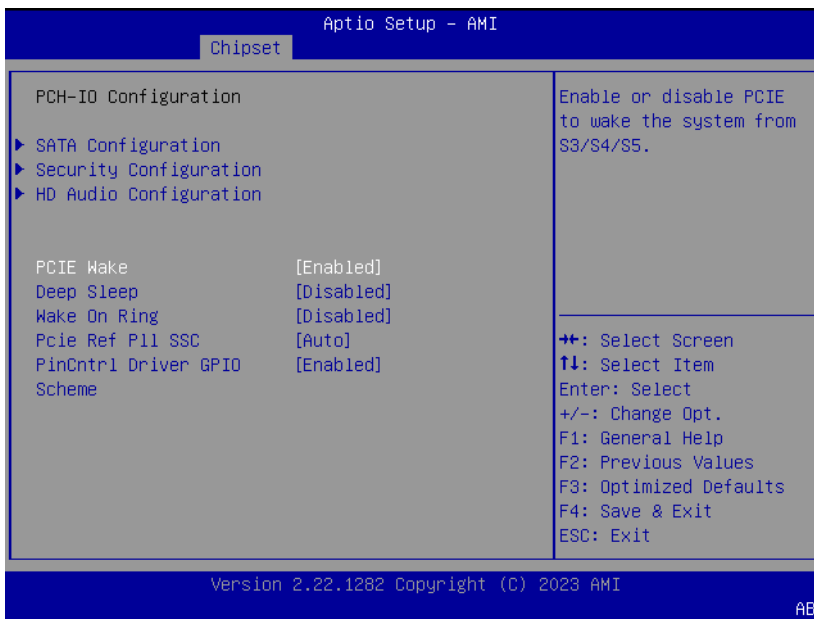 Aptio Setup – AMI
Chipset
PCH-IO Configuration
SATA Configuration
Security Configuration
HD Audio Configuration
PCIE Wake [Enabled]
Deep Sleep [Disabled]
Wake On Ring [Disabled]
Pcie Ref Pll SSC [Auto]
PinCntrl Driver GPIO [Enabled]
Scheme
Enable or disable PCIE
to wake the system from
S3/S4/S5.
→←: Select Screen
↑↓: Select Item
Enter: Select
+/-: Change Opt.
F1: General Help
F2: Previous Values
F3: Optimized Defaults
F4: Save & Exit
ESC: Exit
Version 2.22.1282 Copyright (C) 2023 AMI
AB